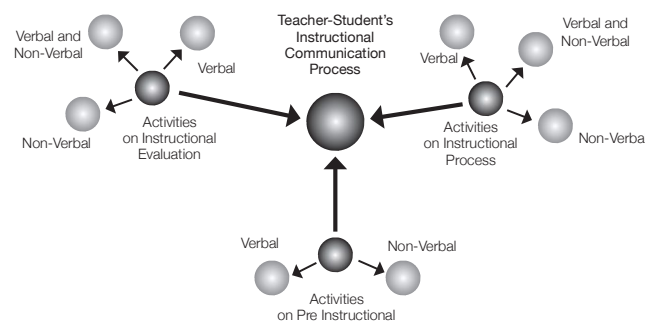 Teacher-Student's
Instructional
Communication
Process
Verbal and
Non-Verbal
Verbal
Non-Verbal
Activities
on Instructional
Evaluation
Verbal
Verbal and
Non-Verbal
Non-Verba
Activities
on Instructional
Process
Verbal
Non-Verbal
Activities
on Pre Instructional